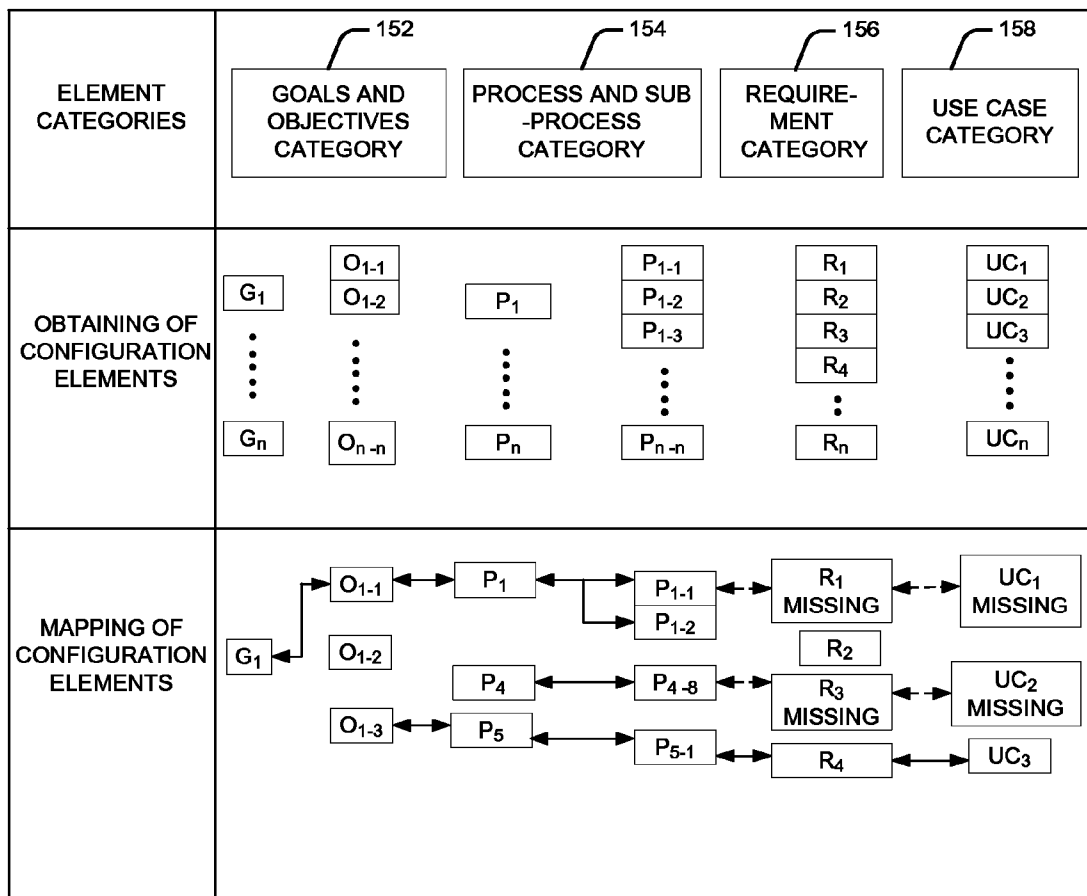 152
154
156
158
ELEMENT
CATEGORIES
GOALS AND
OBJECTIVES
CATEGORY
PROCESS AND SUB
-PROCESS
CATEGORY
REQUIRE-
MENT
CATEGORY
USE CASE
CATEGORY
OBTAINING OF
CONFIGURATION
ELEMENTS
G1
Gn
O1-1
O1-2
On-n
P1
Pn
P1-1
P1-2
P1-3
Pn-n
R1
R2
R3
R4
Rn
UC1
UC2
UC3
UCn
MAPPING OF
CONFIGURATION
ELEMENTS
G1
O1-1
O1-2
O1-3
P1
P4
P5
P1-1
P1-2
P4-8
P5-1
R1
MISSING
R2
R3
MISSING
R4
UC1
MISSING
UC2
MISSING
UC3